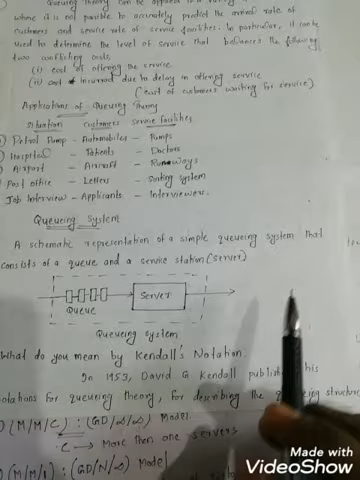 Queueing Theory can be applied to a
where it is not possible to accurately predict the arrival rate of
customers and service rate of service facilities. In particular, it can be
used to determine the level of service that balances the following
two conflicting costs
(i) cost of offering the service
(ii) cost incurred due to delay in offering service
(cost of customers waiting for service)
Applications of Queueing Theory
Situation customers service facilities
Petrol Pump - Automobiles - Pumps
Hospital - Patients - Doctors
Airport - Aircraft - Runways
Post office - Letters - Sorting system
Job Interview - Applicants - Interviewers
Queueing System
A schematic representation of a simple queueing system that
consists of a queue and a service station (server)
Server
Queue
Queueing system
What do you mean by Kendall's Notation.
In 1953, David G Kendall his
notations for queueing theory, for describing the
(M/M/C) : (GD/∞/∞) Model
C → More than one servers
(M/M/1) : (GD/N/∞) Model
Made with
VideoShow